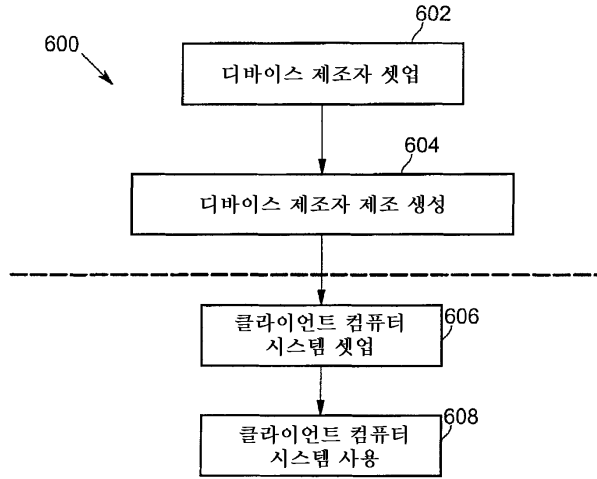 602
600
디바이스 제조자 셋업
604
디바이스 제조자 제조 생성
클라이언트 컴퓨터
시스템 셋업
606
클라이언트 컴퓨터
시스템 사용
608